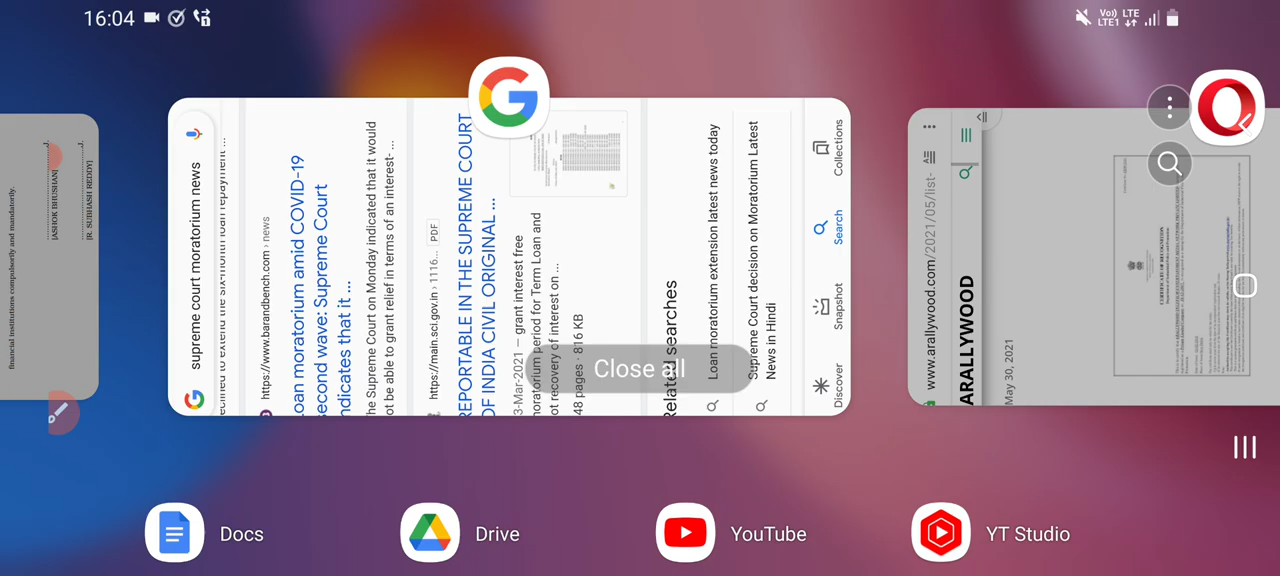 16:04
Vo)) LTE
LTE1
financial institutions compulsorily and mandatorily.
.J.
[ASHOK BHUSHAN]
.J.
[R. SUBHASH REDDY]
supreme court moratorium news
https://www.barandbench.com › news
Loan moratorium amid COVID-19
second wave: Supreme Court
indicates that it ...
The Supreme Court on Monday indicated that it would
not be able to grant relief in terms of an interest- ...
https://main.sci.gov.in › 1116... PDF
REPORTABLE IN THE SUPREME COURT
OF INDIA CIVIL ORIGINAL ...
3-Mar-2021 — grant interest free
moratorium period for Term Loan and
not recovery of interest on ...
48 pages · 816 KB
Related searches
Loan moratorium extension latest news today
Supreme Court decision on Moratorium Latest
News in Hindi
Discover
Snapshot
Search
Collections
www.arallywood.com/2021/05/list-
ARALLYWOOD
May 30, 2021
CERTIFICATE OF RECOGNITION
Close all
Docs
Drive
YouTube
YT Studio